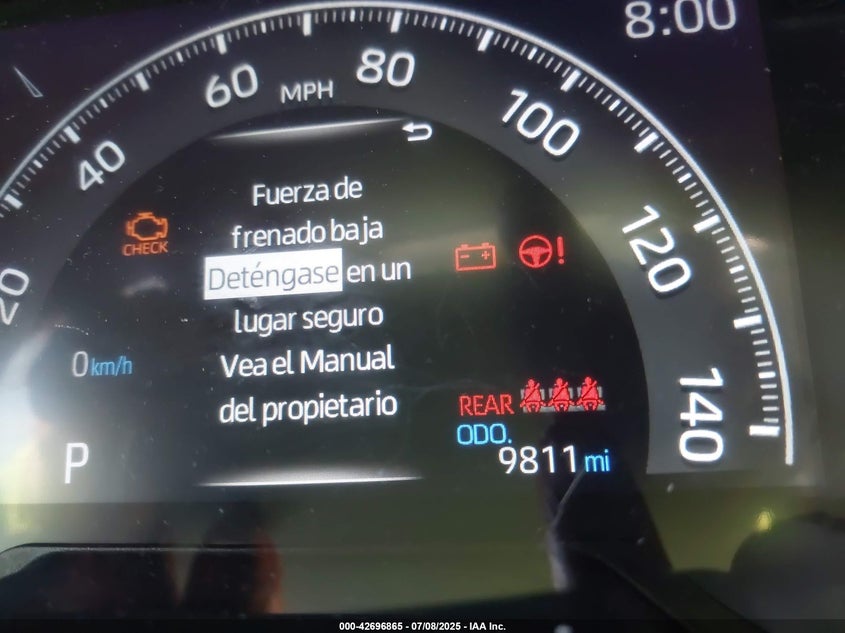 8:00
60
MPH
80
40
100
20
120
140
Fuerza de
frenado baja
Deténgase en un
lugar seguro
Vea el Manual
del propietario
CHECK
0 km/h
REAR
ODO.
9811 mi
P
000-42696865 - 07/08/2025 - IAA Inc.